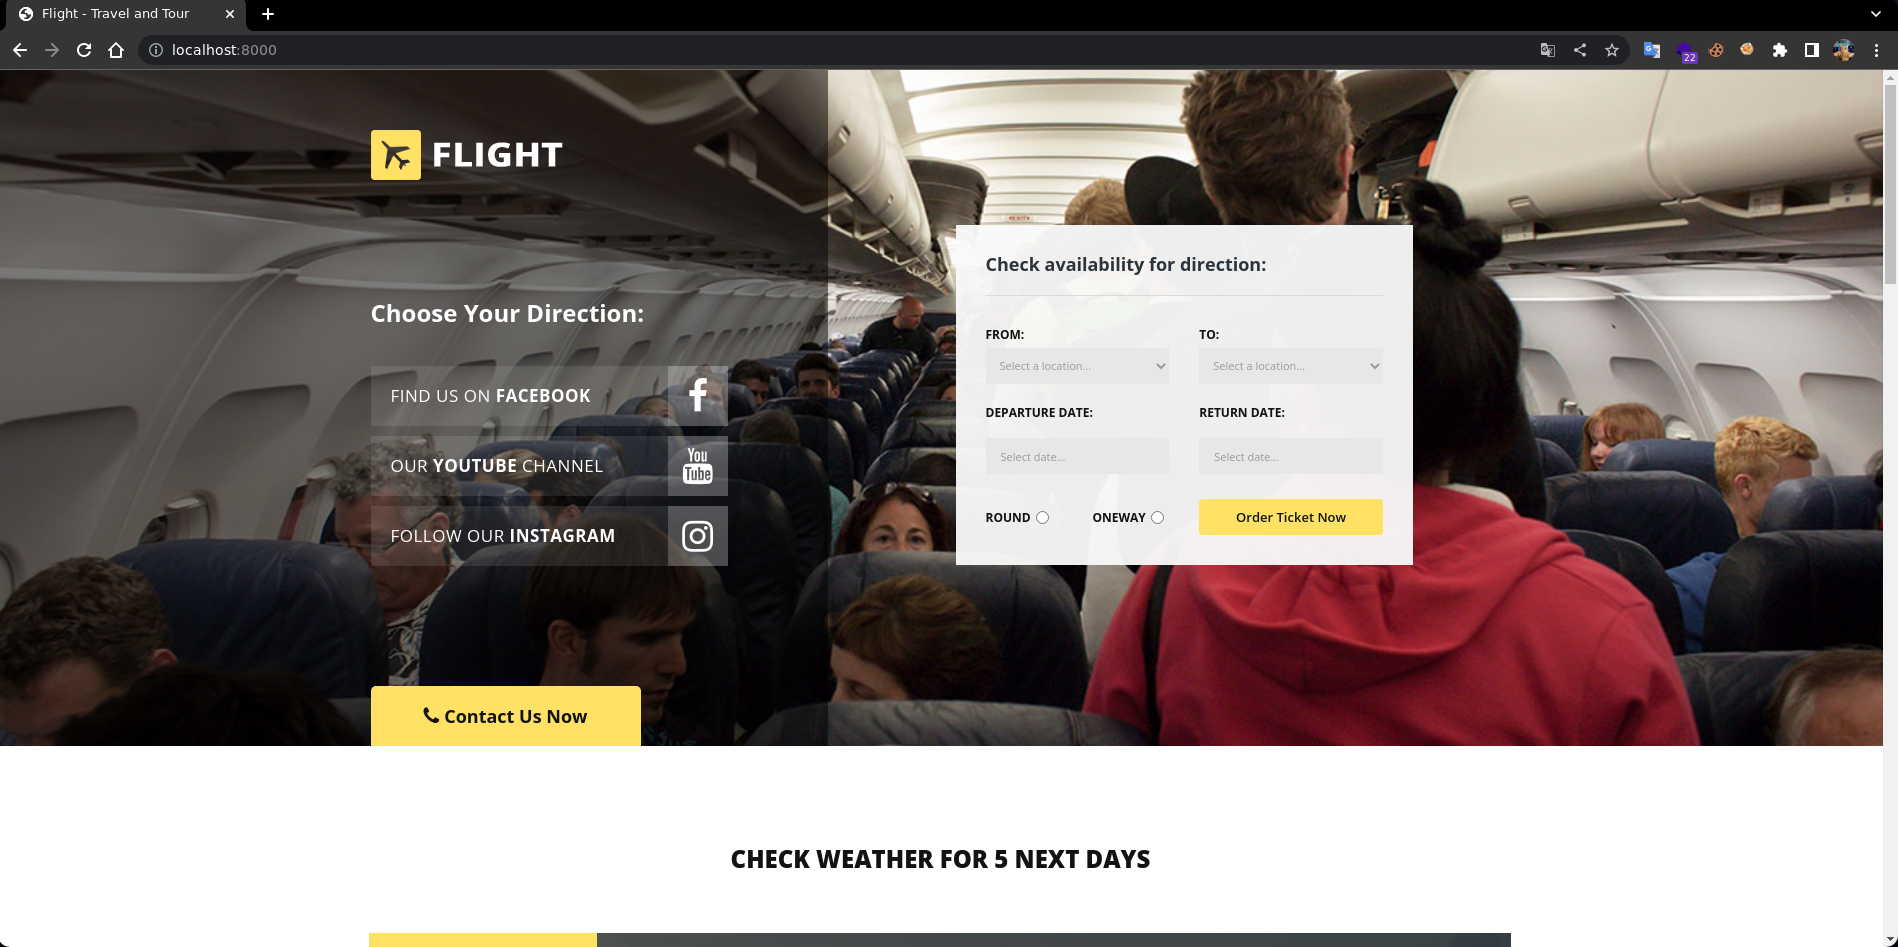 Flight - Travel and Tour
localhost:8000
22
FLIGHT
Choose Your Direction:
FIND US ON FACEBOOK
OUR YOUTUBE CHANNEL
You
Tube
FOLLOW OUR INSTAGRAM
Contact Us Now
Check availability for direction:
FROM: TO:
Select a location... Select a location...
DEPARTURE DATE: RETURN DATE:
Select date... Select date...
ROUND ONEWAY Order Ticket Now
CHECK WEATHER FOR 5 NEXT DAYS